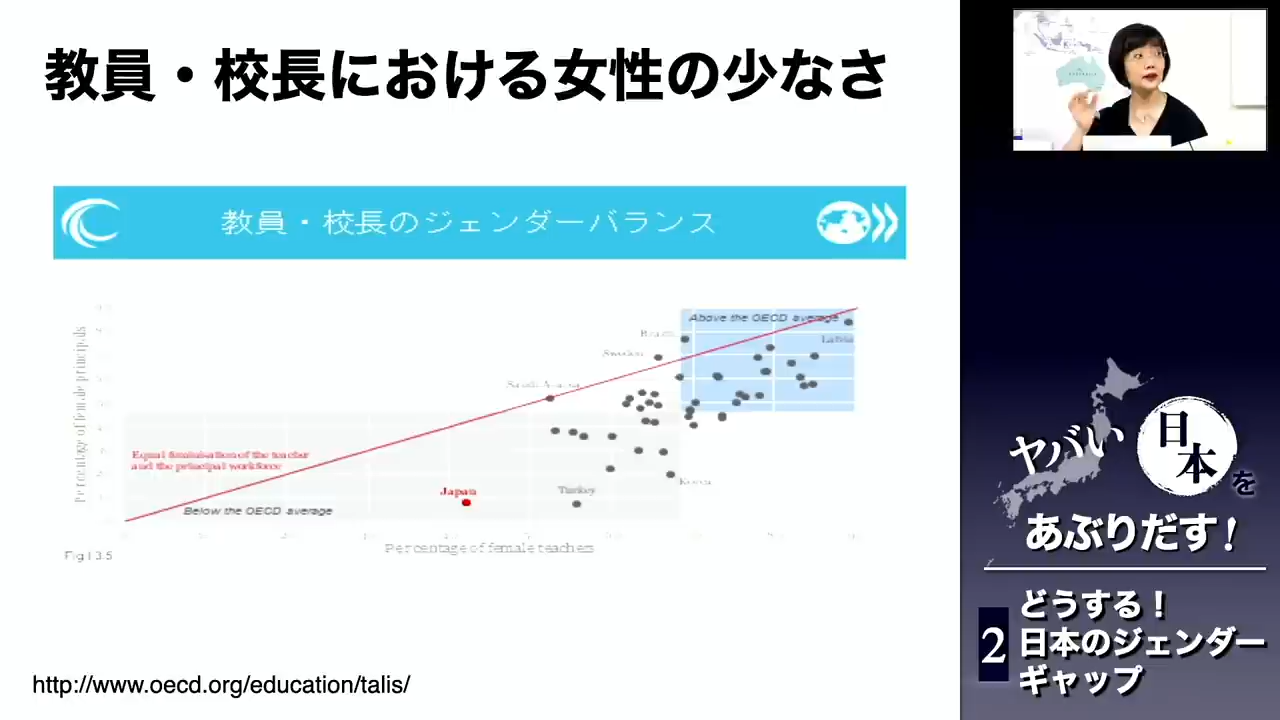 教員・校長における女性の少なさ
教員・校長のジェンダーバランス
Above the OECD average
Brazil
Latvia
Sweden
Saudi Arabia
Percentage of female principals
Equal feminisation of the teacher
and the principal workforce
Japan
Turkey
Korea
Below the OECD average
Percentage of female teachers
Fig I 3.5
http://www.oecd.org/education/talis/
AUSTRALIA
ヤバい
日本を
あぶりだす!
2
どうする!
日本のジェンダー
ギャップ